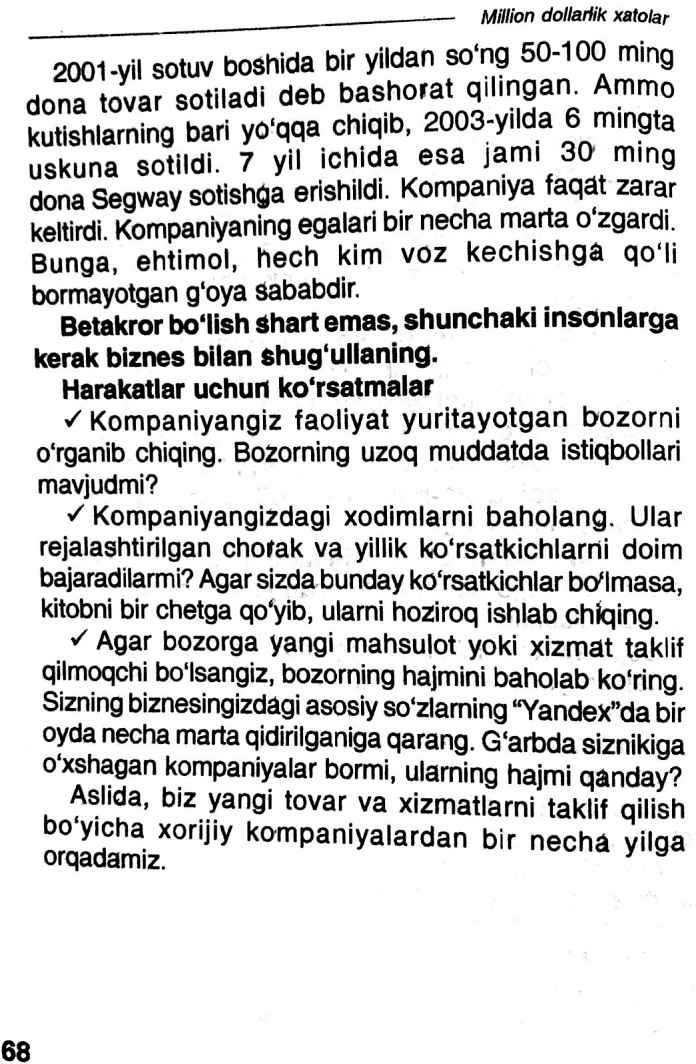 Million dollarlik xatolar
2001-yil sotuv boshida bir yildan so‘ng 50-100 ming
dona tovar sotiladi deb bashorat qilingan. Ammo
kutishlarning bari yo‘qqa chiqib, 2003-yilda 6 mingta
uskuna sotildi. 7 yil ichida esa jami 30 ming
dona Segway sotishga erishildi. Kompaniya faqat zarar
keltirdi. Kompaniyaning egalari bir necha marta o‘zgardi.
Bunga, ehtimol, hech kim voz kechishga qo‘li
bormayotgan g‘oya sababdir.
Betakror bo‘lish shart emas, shunchaki insonlarga
kerak biznes bilan shug‘ullaning.
Harakatlar uchun ko‘rsatmalar
✓ Kompaniyangiz faoliyat yuritayotgan bozorni
o‘rganib chiqing. Bozorning uzoq muddatda istiqbollari
mavjudmi?
✓ Kompaniyangizdagi xodimlarni baholang. Ular
rejalashtirilgan chorak va yillik ko‘rsatkichlarni doim
bajaradilarmi? Agar sizda bunday ko‘rsatkichlar bo‘lmasa,
kitobni bir chetga qo‘yib, ularni hoziroq ishlab chiqing.
✓ Agar bozorga yangi mahsulot yoki xizmat taklif
qilmoqchi bo‘lsangiz, bozorning hajmini baholab ko‘ring.
Sizning biznesingizdagi asosiy so‘zlarning “Yandex”da bir
oyda necha marta qidirilganiga qarang. G‘arbda siznikiga
o‘xshagan kompaniyalar bormi, ularning hajmi qanday?
Aslida, biz yangi tovar va xizmatlarni taklif qilish
bo‘yicha xorijiy kompaniyalardan bir necha yilga
orqadamiz.
68